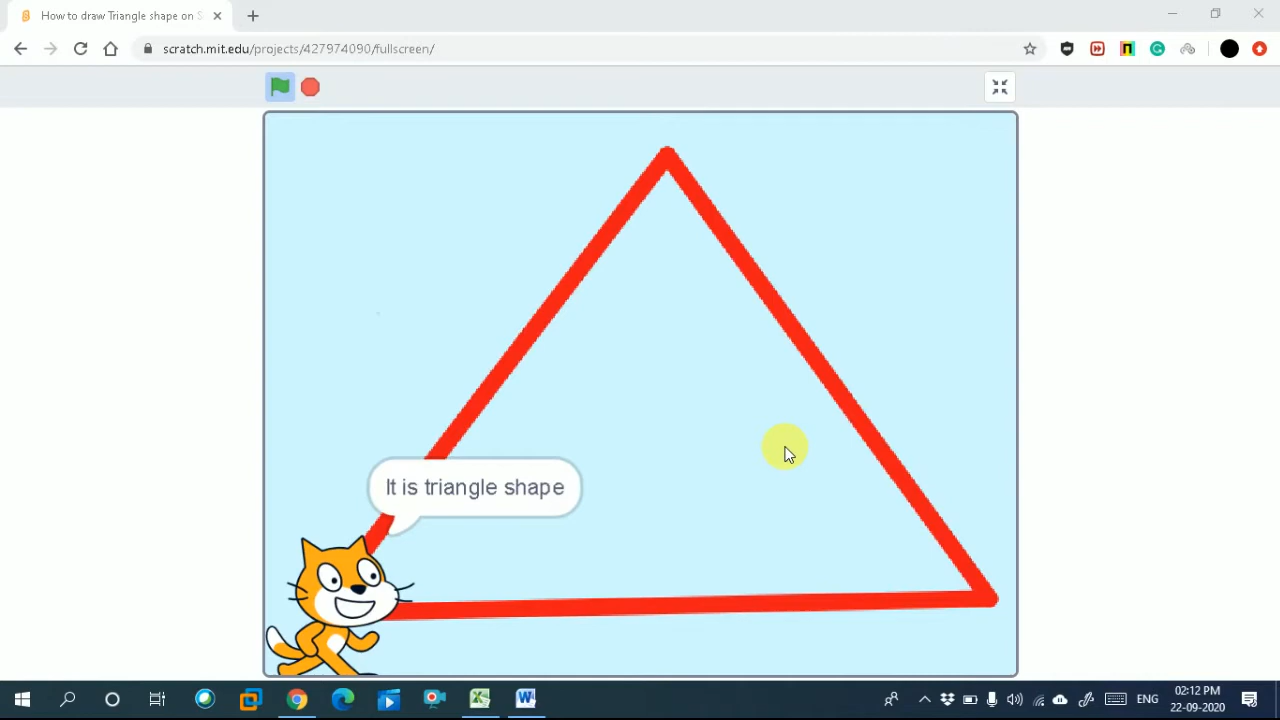 How to draw Triangle shape on S
scratch.mit.edu/projects/427974090/fullscreen/
It is triangle shape
ENG
02:12 PM
22-09-2020